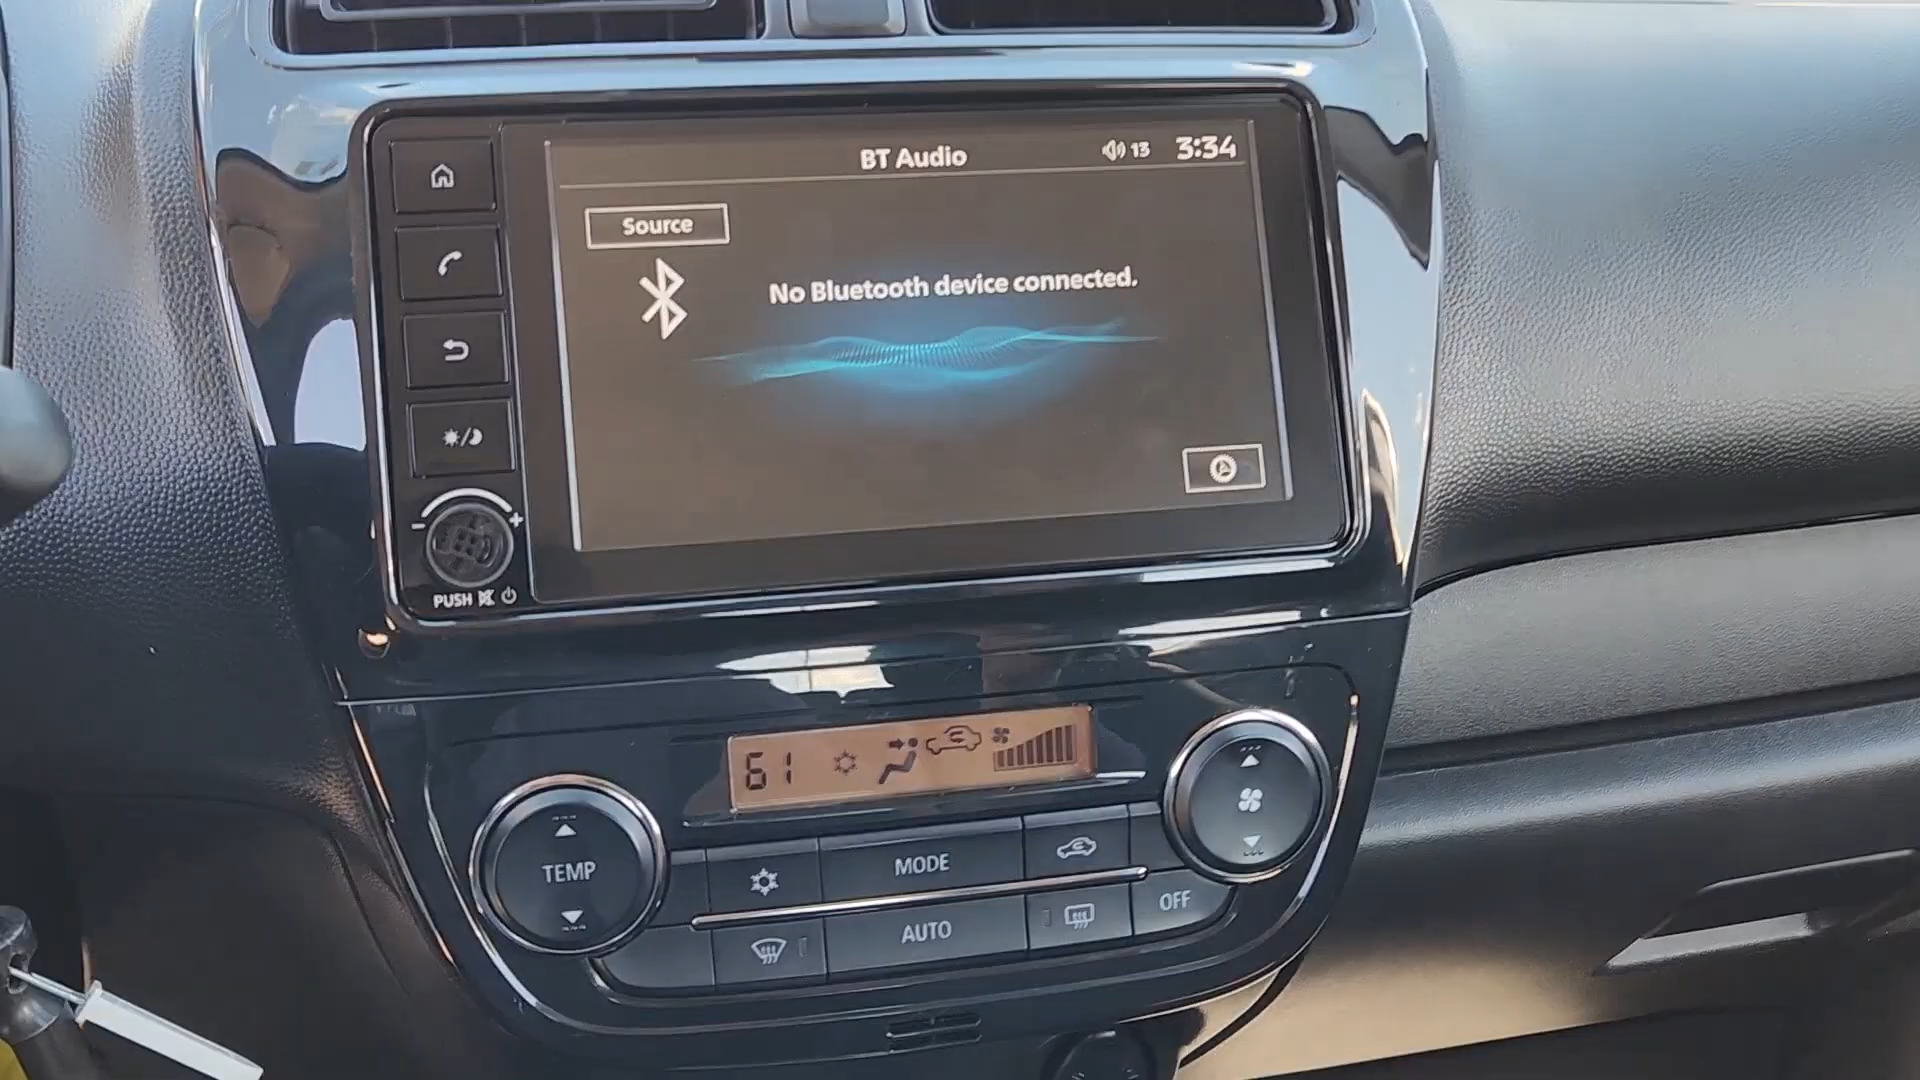 BT Audio
13
3:34
Source
No Bluetooth device connected.
PUSH
61
TEMP
MODE
AUTO
OFF